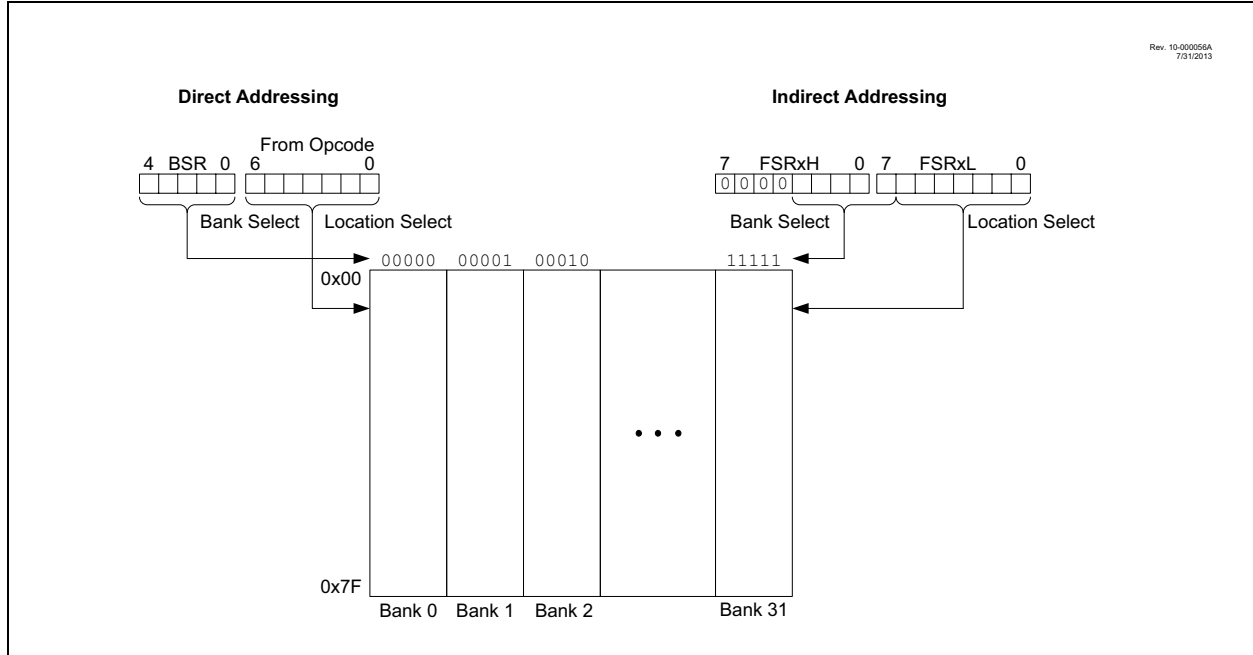 Rev. 10-000056A
7/31/2013
Direct Addressing
Indirect Addressing
From Opcode
4 BSR 0 6 0
7 FSRxH 0 7 FSRxL 0
0 0 0 0
Bank Select Location Select
Bank Select Location Select
00000 00001 00010 11111
0x00
• • •
0x7F
Bank 0 Bank 1 Bank 2 Bank 31